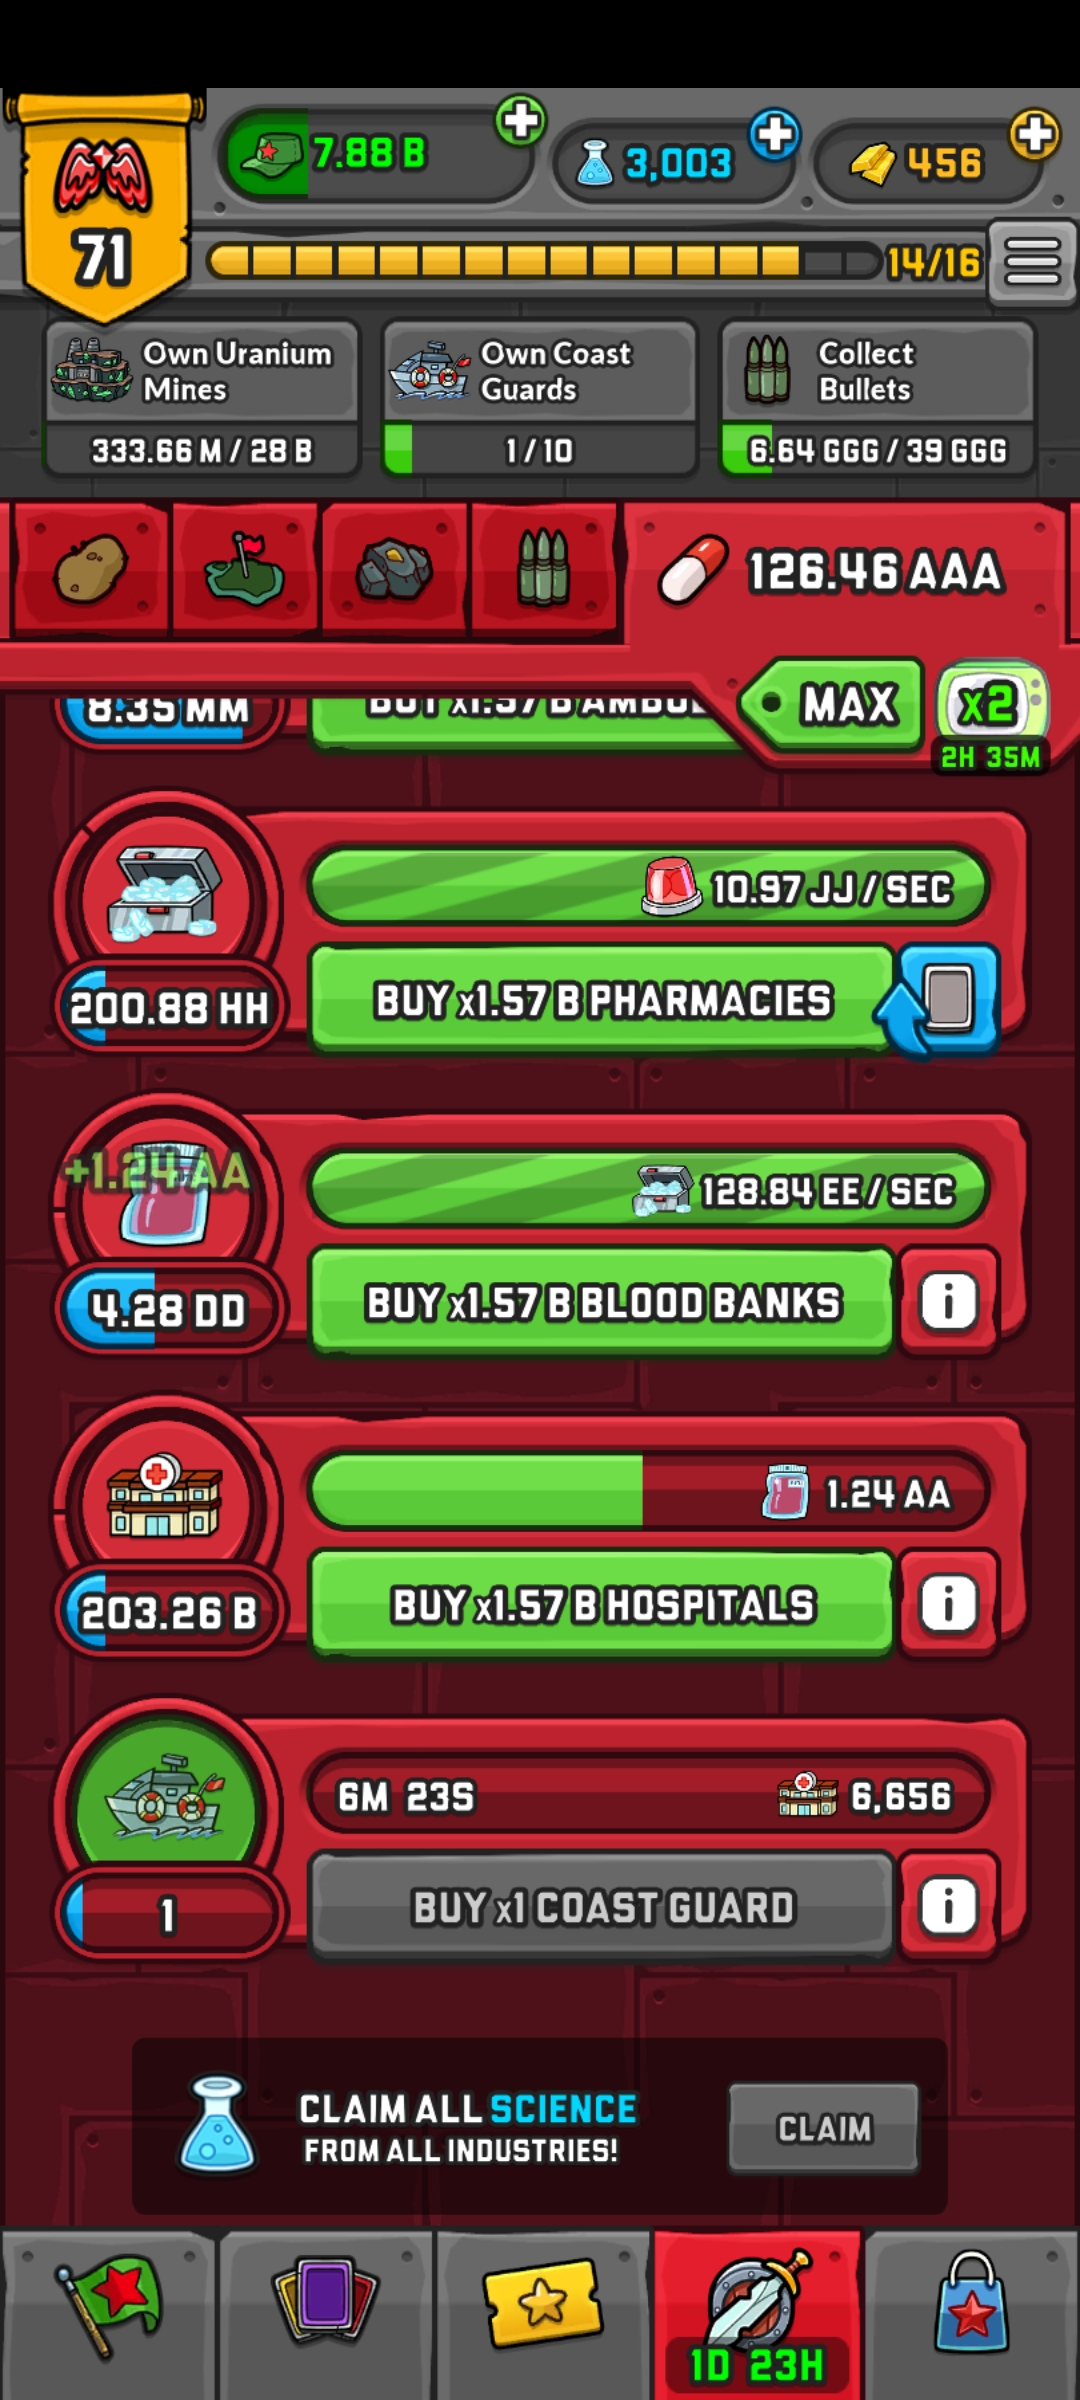 71
7.88 B
3,003
456
14/16
Own Uranium
Mines
333.66 M / 28 B
Own Coast
Guards
1 / 10
Collect
Bullets
6.64 GGG / 39 GGG
126.46 AAA
MAX
x2
2H 35M
8.35 MM
BUY x1.57 B
10.97 JJ / SEC
200.88 HH
BUY x1.57 B PHARMACIES
+1.24 AA
128.84 EE / SEC
4.28 DD
BUY x1.57 B BLOOD BANKS
1.24 AA
203.26 B
BUY x1.57 B HOSPITALS
6M 23S
6,656
1
BUY x1 COAST GUARD
CLAIM ALL SCIENCE
FROM ALL INDUSTRIES!
CLAIM
1D 23H